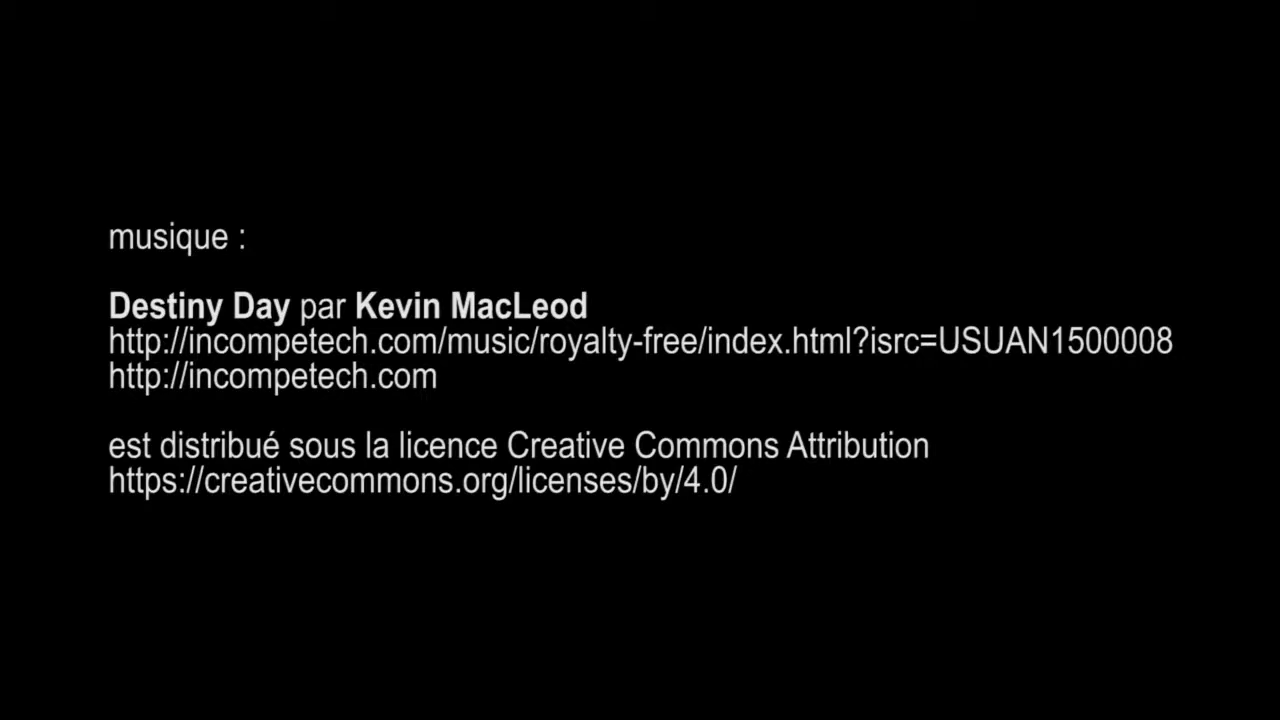 musique :
Destiny Day par Kevin MacLeod
http://incompetech.com/music/royalty-free/index.html?isrc=USUAN1500008
http://incompetech.com
est distribué sous la licence Creative Commons Attribution
https://creativecommons.org/licenses/by/4.0/